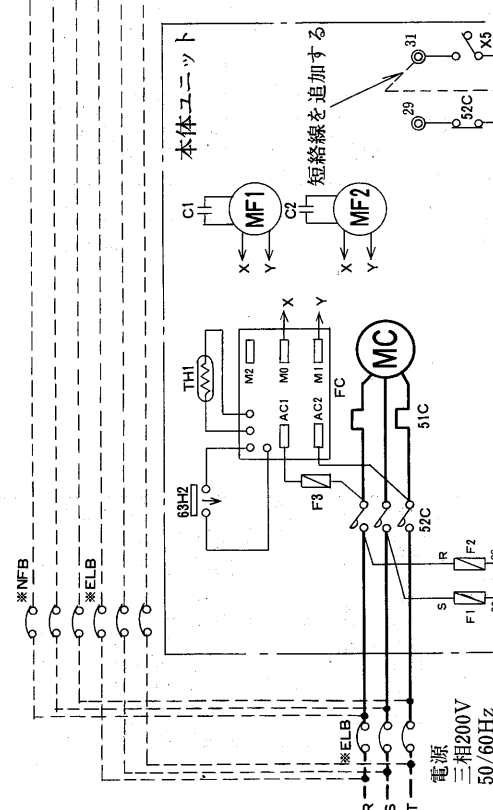 ※NFB
※ELB
※ELB
R
S
T
電源
三相200V
50/60Hz
本体ユニット
短絡線を追加する
C1
MF1
X
Y
C2
MF2
X
Y
29
31
52C
X5
TH1
63H2
M2
M0
M1
AC1
AC2
X
Y
FC
F3
MC
51C
52C
R
F2
S
F1